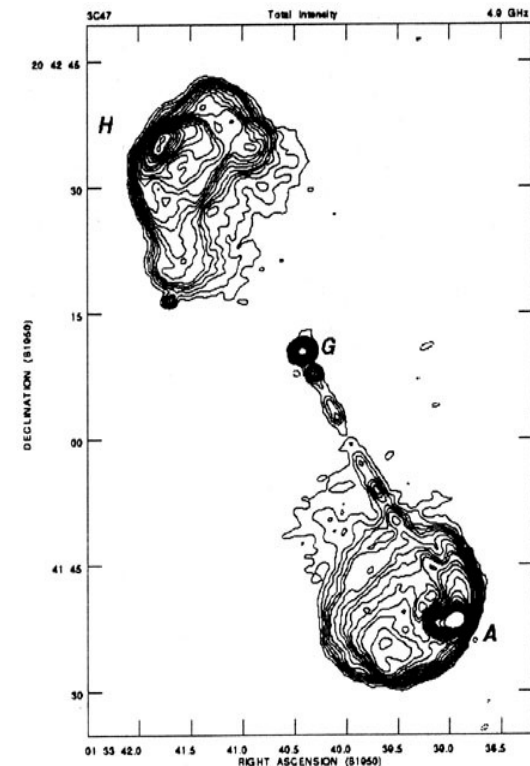 3C47 Total Intensity 4.9 GHz
20 42 45
H
30
15
G
DECLINATION (B1950)
00
41 45
A
30
01 33 42.0 41.5 41.0 40.5 40.0 39.5 39.0 38.5
RIGHT ASCENSION (B1950)